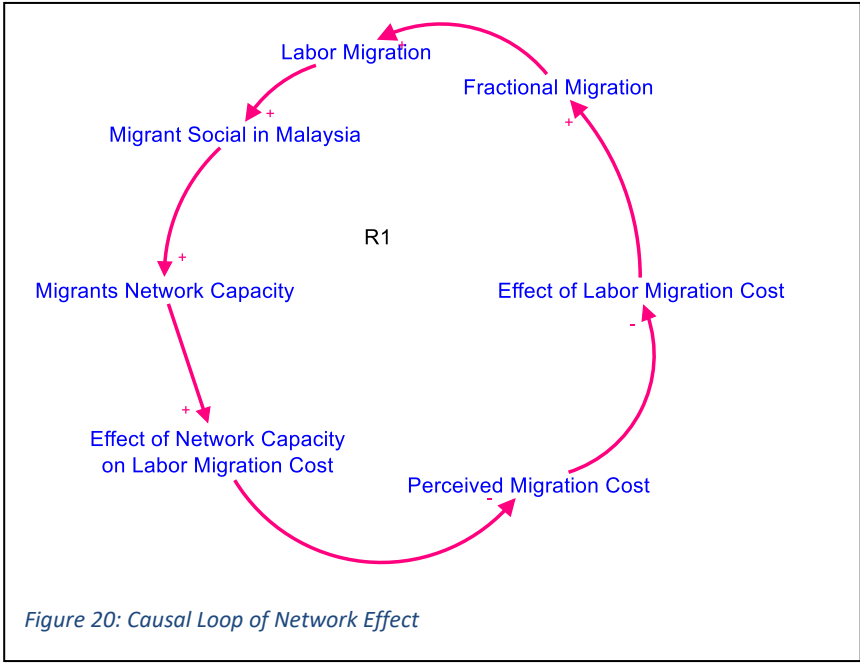 Labor Migration
+
Fractional Migration
+
+
Migrant Social in Malaysia
R1
+
Migrants Network Capacity
Effect of Labor Migration Cost
-
+
Effect of Network Capacity
on Labor Migration Cost
Perceived Migration Cost
-
Figure 20: Causal Loop of Network Effect